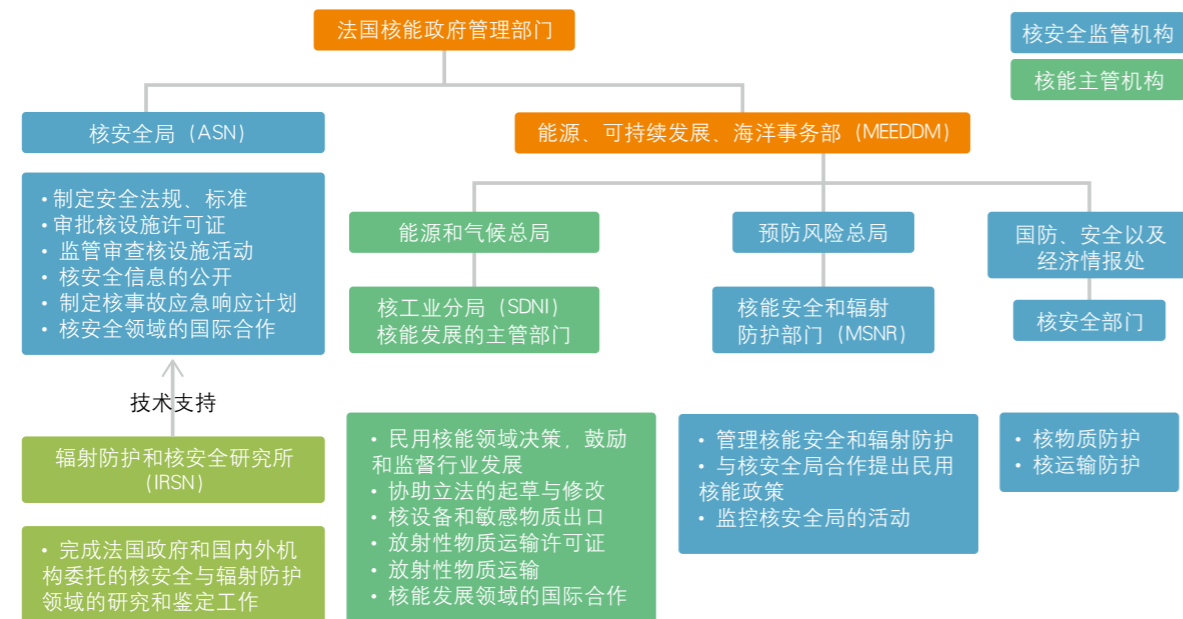 法国核能政府管理部门
核安全监管机构
核能主管机构
核安全局（ASN）
能源、可持续发展、海洋事务部（MEEDDM）
•制定安全法规、标准
•审批核设施许可证
• 监管审查核设施活动
• 核安全信息的公开
• 制定核事故应急响应计划
• 核安全领域的国际合作
能源和气候总局
预防风险总局
国防、安全以及
经济情报处
核工业分局（SDNI）
核能发展的主管部门
核能安全和辐射
防护部门（MSNR）
核安全部门
技术支持
辐射防护和核安全研究所
（IRSN）
• 完成法国政府和国内外机
构委托的核安全与辐射防护
领域的研究和鉴定工作
• 民用核能领域决策，鼓励
和监督行业发展
• 协助立法的起草与修改
• 核设备和敏感物质出口
• 放射性物质运输许可证
• 放射性物质运输
• 核能发展领域的国际合作
• 管理核能安全和辐射防护
• 与核安全局合作提出民用
核能政策
• 监控核安全局的活动
• 核物质防护
• 核运输防护